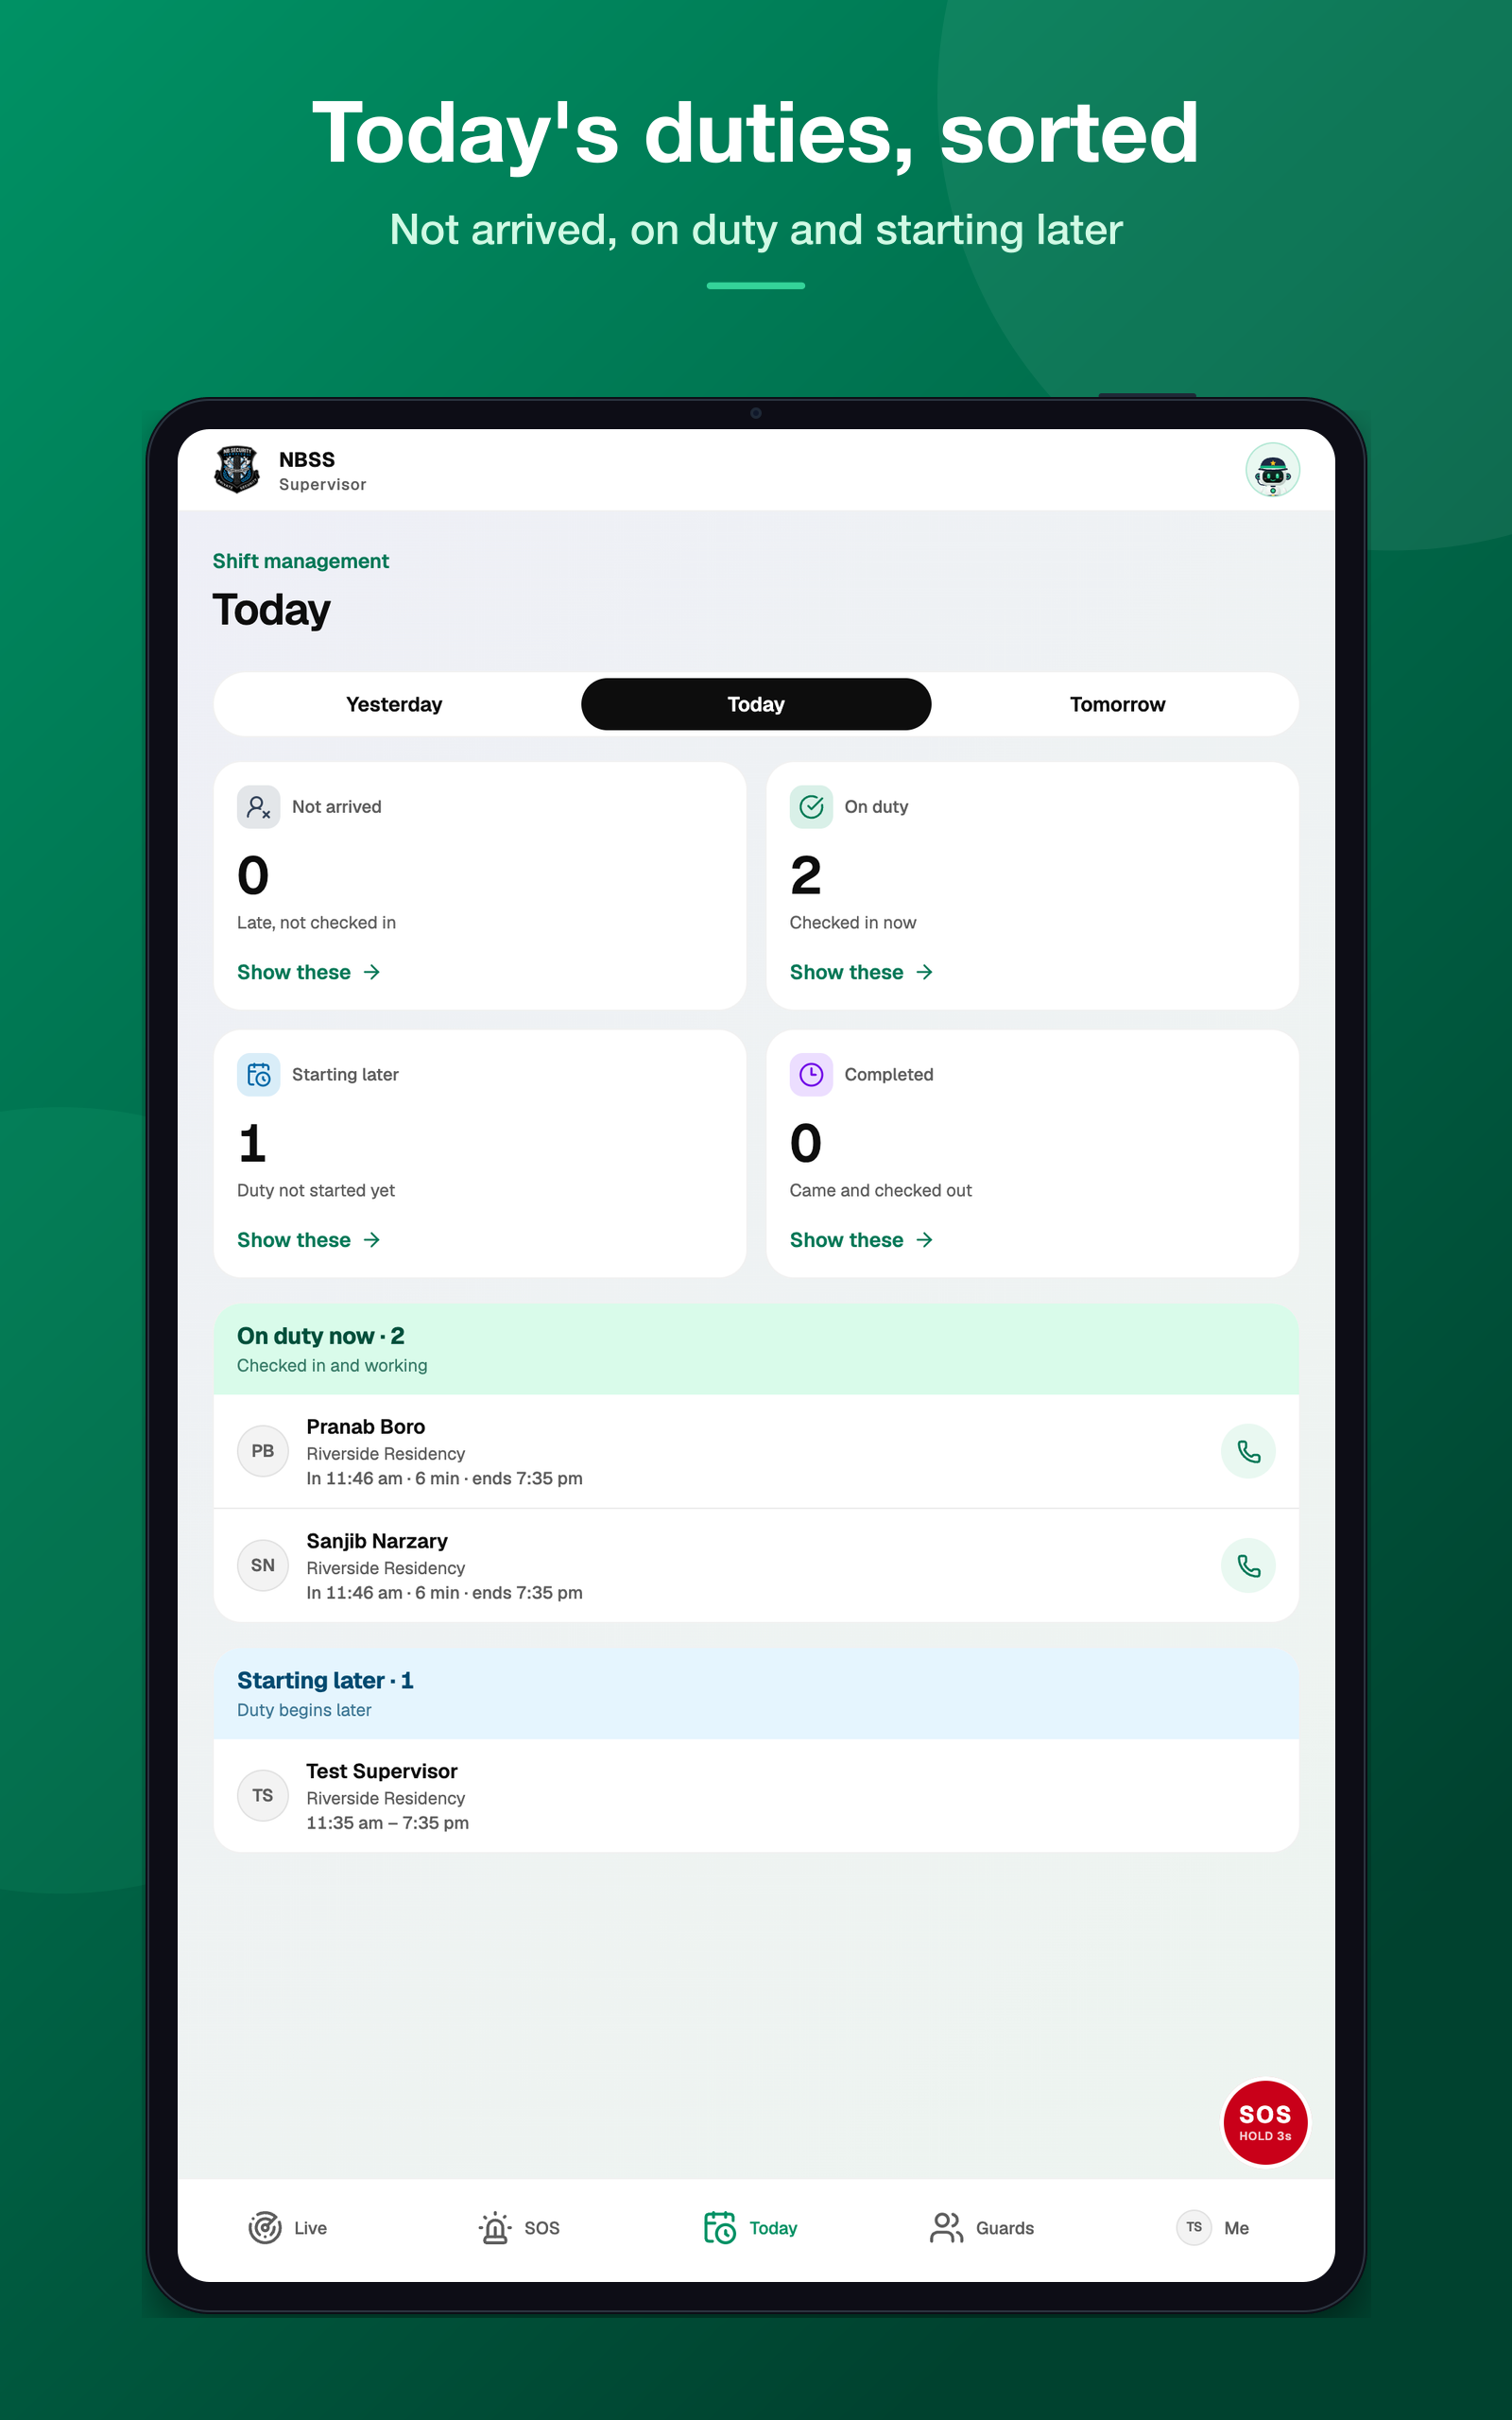 Today's duties, sorted
Not arrived, on duty and starting later
NBSS
Supervisor
Shift management
Today
Yesterday
Today
Tomorrow
Not arrived
0
Late, not checked in
Show these
On duty
2
Checked in now
Show these
Starting later
1
Duty not started yet
Show these
Completed
0
Came and checked out
Show these
On duty now · 2
Checked in and working
PB
Pranab Boro
Riverside Residency
In 11:46 am · 6 min · ends 7:35 pm
SN
Sanjib Narzary
Riverside Residency
In 11:46 am · 6 min · ends 7:35 pm
Starting later · 1
Duty begins later
TS
Test Supervisor
Riverside Residency
11:35 am – 7:35 pm
SOS
HOLD 3s
Live
SOS
Today
Guards
TS
Me